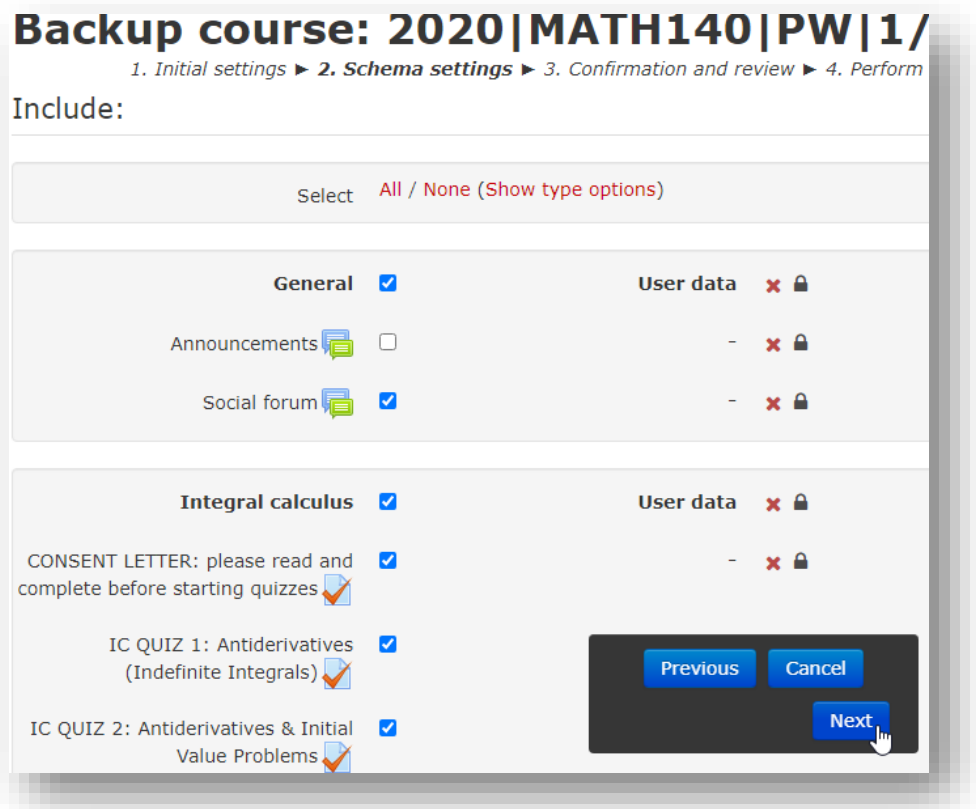 Backup course: 2020|MATH140|PW|1/
1. Initial settings ► 2. Schema settings ► 3. Confirmation and review ► 4. Perform
Include:
Select All / None (Show type options)
General User data
Announcements -
Social forum -
Integral calculus User data
CONSENT LETTER: please read and -
complete before starting quizzes
IC QUIZ 1: Antiderivatives
(Indefinite Integrals)
Previous Cancel
Next
IC QUIZ 2: Antiderivatives & Initial
Value Problems